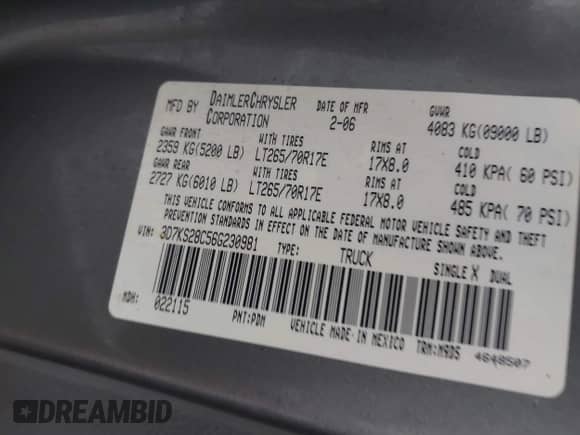 MFD BY DAIMLERCHRYSLER CORPORATION DATE OF MFR 2-06 GVWR 4083 KG(09000 LB)
GAWR FRONT WITH TIRES RIMS AT COLD
2359 KG(5200 LB) LT265/70R17E 17X8.0 410 KPA( 60 PSI)
GAWR REAR WITH TIRES RIMS AT COLD
2727 KG(6010 LB) LT265/70R17E 17X8.0 485 KPA( 70 PSI)
THIS VEHICLE CONFORMS TO ALL APPLICABLE FEDERAL MOTOR VEHICLE SAFETY AND THEFT
PREVENTION STANDARDS IN EFFECT ON THE DATE OF MANUFACTURE SHOWN ABOVE.
VIN: 3D7KS28C56G230981 TYPE: TRUCK SINGLE X DUAL
MDH: 022115 PNT:PDM VEHICLE MADE IN MEXICO TRM:M9DS 4648507
DREAMBID